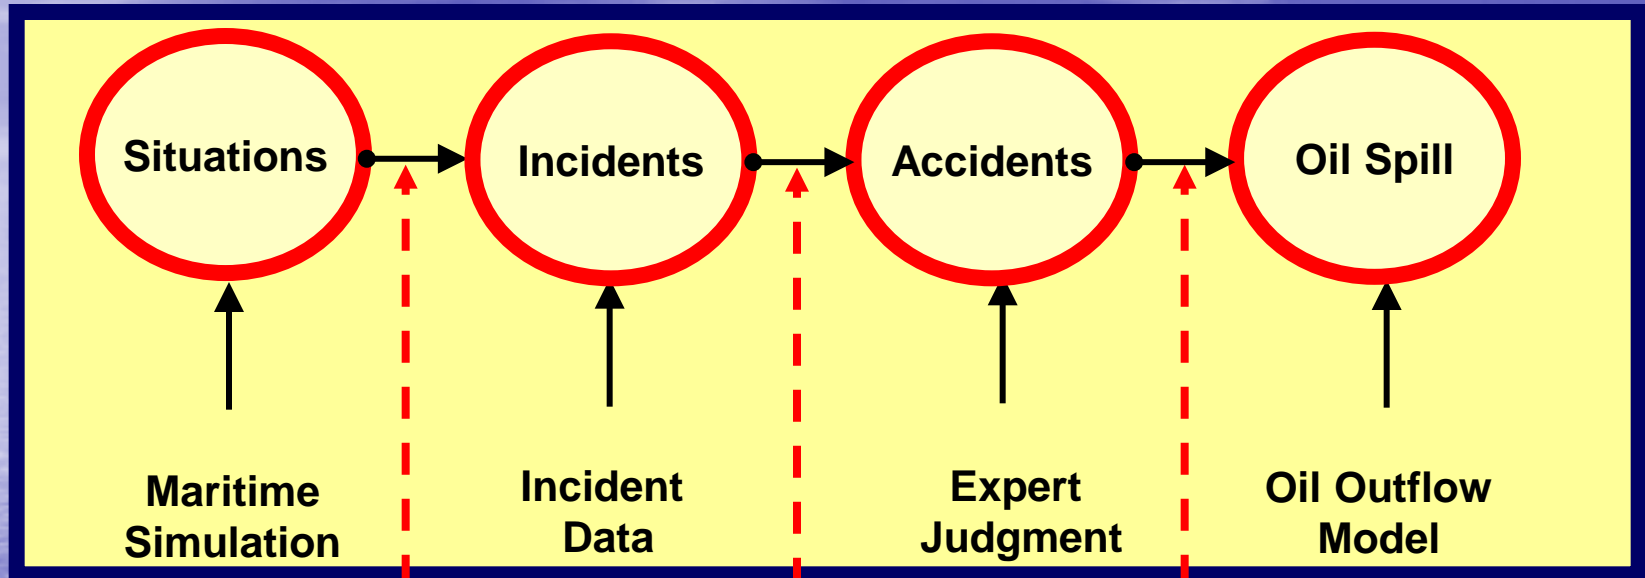 Situations
Incidents
Accidents
Oil Spill
Maritime
Simulation
Incident
Data
Expert
Judgment
Oil Outflow
Model